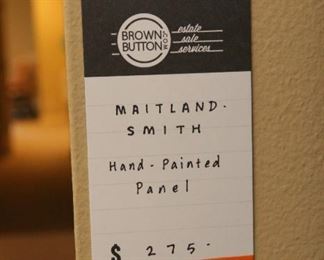 BROWN
BUTTON
estate
sale
services
MAITLAND-
SMITH
Hand-Painted
Panel
$ 275-